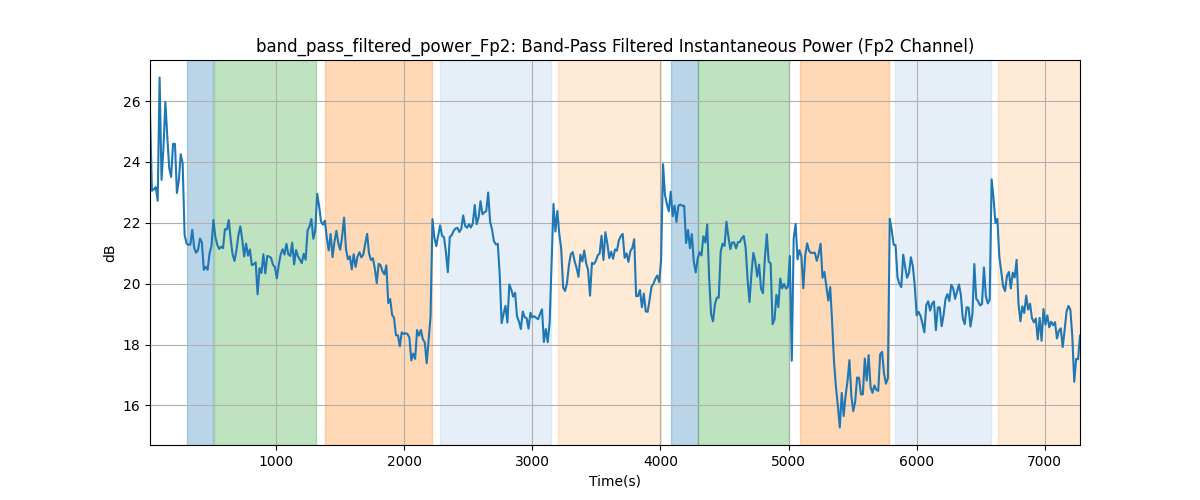 band_pass_filtered_power_Fp2: Band-Pass Filtered Instantaneous Power (Fp2 Channel)
26
24
22
20
18
16
dB
1000 2000 3000 4000 5000 6000 7000
Time(s)